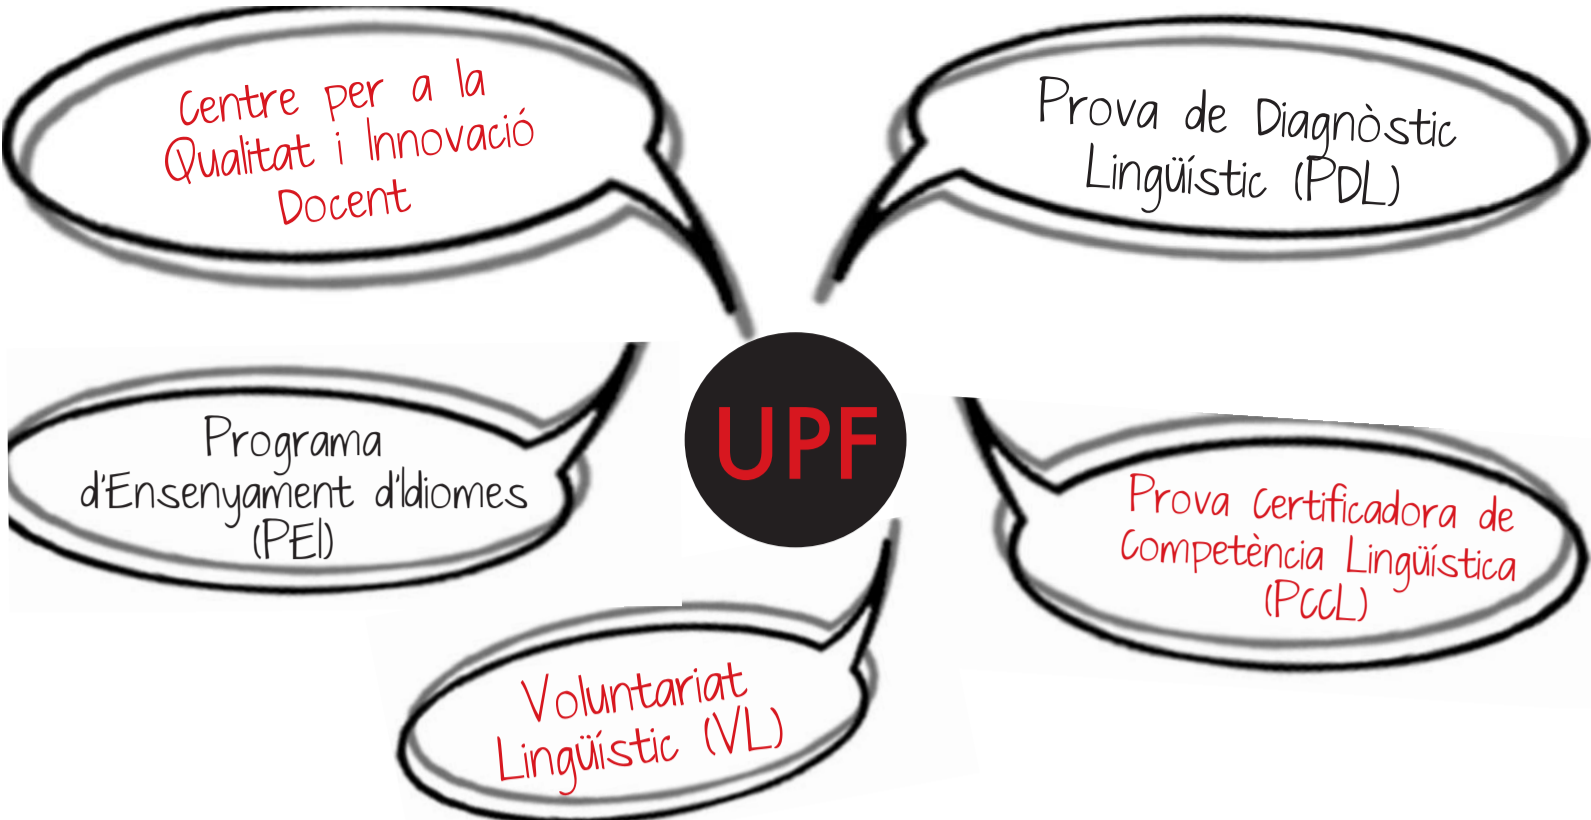 Centre per a la
Qualitat i Innovació
Docent
Prova de Diagnòstic
Lingüístic (PDL)
Programa
d'Ensenyament d'Idiomes
(PEI)
UPF
Prova Certificadora de
Competència Lingüística
(PCCL)
Voluntariat
Lingüístic (VL)